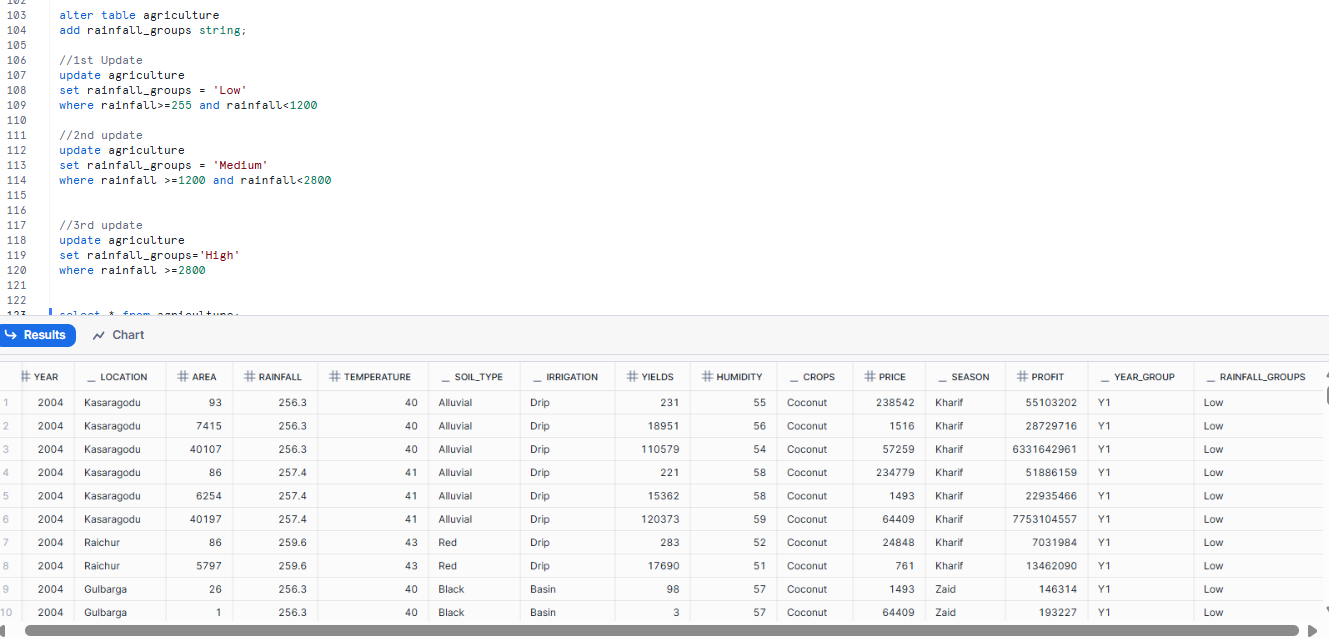 102
103 alter table agriculture
104 add rainfall_groups string;
105
106 //1st Update
107 update agriculture
108 set rainfall_groups = 'Low'
109 where rainfall>=255 and rainfall<1200
110
111 //2nd update
112 update agriculture
113 set rainfall_groups = 'Medium'
114 where rainfall >=1200 and rainfall<2800
115
116
117 //3rd update
118 update agriculture
119 set rainfall_groups='High'
120 where rainfall >=2800
121
122
123 select * from agriculture;
Results Chart
# YEAR _ LOCATION # AREA # RAINFALL # TEMPERATURE _ SOIL_TYPE _ IRRIGATION # YIELDS # HUMIDITY _ CROPS # PRICE _ SEASON # PROFIT _ YEAR_GROUP _ RAINFALL_GROUPS
1 2004 Kasaragodu 93 256.3 40 Alluvial Drip 231 55 Coconut 238542 Kharif 55103202 Y1 Low
2 2004 Kasaragodu 7415 256.3 40 Alluvial Drip 18951 56 Coconut 1516 Kharif 28729716 Y1 Low
3 2004 Kasaragodu 40107 256.3 40 Alluvial Drip 110579 54 Coconut 57259 Kharif 6331642961 Y1 Low
4 2004 Kasaragodu 86 257.4 41 Alluvial Drip 221 58 Coconut 234779 Kharif 51886159 Y1 Low
5 2004 Kasaragodu 6254 257.4 41 Alluvial Drip 15362 58 Coconut 1493 Kharif 22935466 Y1 Low
6 2004 Kasaragodu 40197 257.4 41 Alluvial Drip 120373 59 Coconut 64409 Kharif 7753104557 Y1 Low
7 2004 Raichur 86 259.6 43 Red Drip 283 52 Coconut 24848 Kharif 7031984 Y1 Low
8 2004 Raichur 5797 259.6 43 Red Drip 17690 51 Coconut 761 Kharif 13462090 Y1 Low
9 2004 Gulbarga 26 256.3 40 Black Basin 98 57 Coconut 1493 Zaid 146314 Y1 Low
10 2004 Gulbarga 1 256.3 40 Black Basin 3 57 Coconut 64409 Zaid 193227 Y1 Low